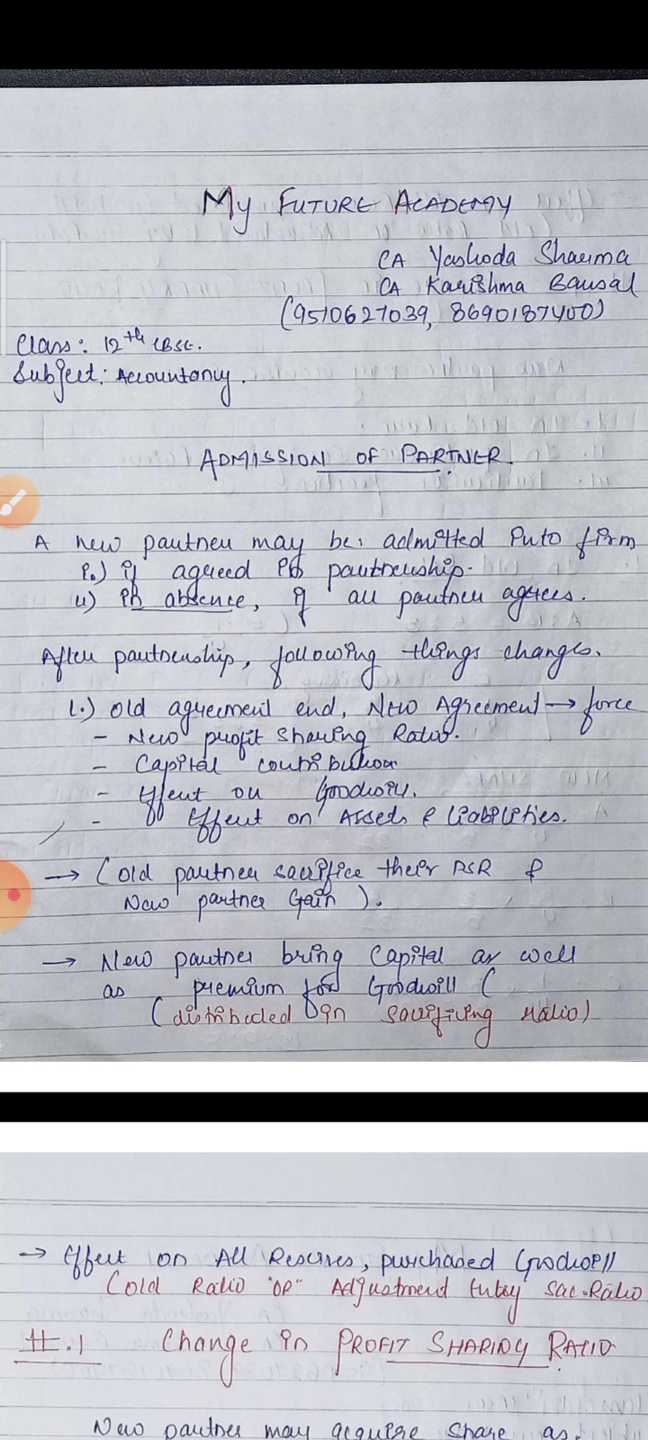 My FUTURE ACADEMY
CA Yashoda Sharma
CA Karishma Bansal
(9510627039, 8690187400)
Class: 12th CBSE.
Subject: Accountancy.
ADMISSION OF PARTNER.
A new partner may be admitted into firm
i.) if agreed in partnership.
ii) in absence, if all partner agrees.
After partnership, following things changes.
1.) Old agreement end, New Agreement → force
- New profit sharing Ratio.
- Capital contribution
- Effect on Goodwill.
- Effect on Assets & Liabilities.
→ (Old partner sacrifice their PSR &
New partner Gain).
→ New partner bring Capital as well
as premium for Goodwill (
(distributed in sacrificing ratio)
→ Effect on All Reserves, purchased Goodwill
(Old Ratio "OR" Adjustment Entry Sac. Ratio
#.1 Change in PROFIT SHARING RATIO
New partner may acquire share as.